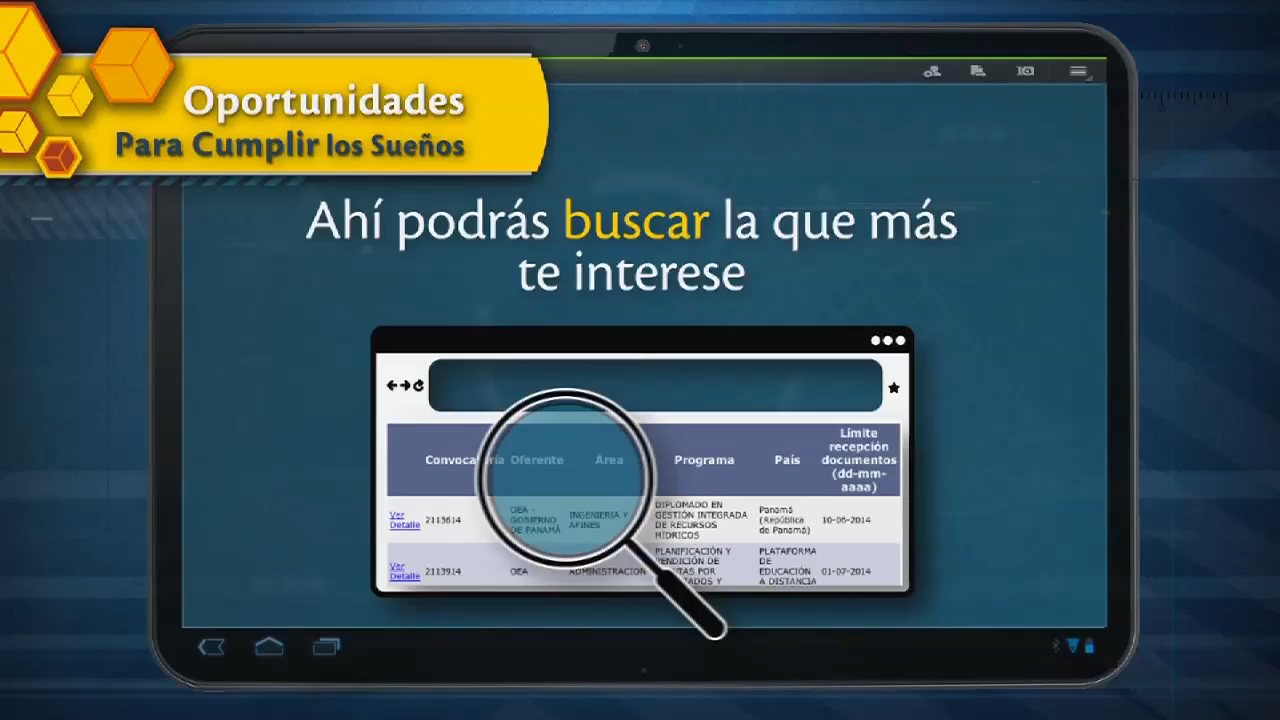 Oportunidades
Para Cumplir los Sueños
Ahí podrás buscar la que más
te interese
Convocatoria Oferente Área Programa País Límite recepción documentos (dd-mm-aaaa)
Ver Detalle 2113614 OEA - GOBIERNO DE PANAMÁ INGENIERIA Y AFINES DIPLOMADO EN GESTIÓN INTEGRADA DE RECURSOS HÍDRICOS Panamá (República de Panamá) 10-06-2014
Ver Detalle 2113914 OEA ADMINISTRACION PLANIFICACIÓN Y RENDICIÓN DE POR Y PLATAFORMA DE EDUCACIÓN A DISTANCIA 01-07-2014